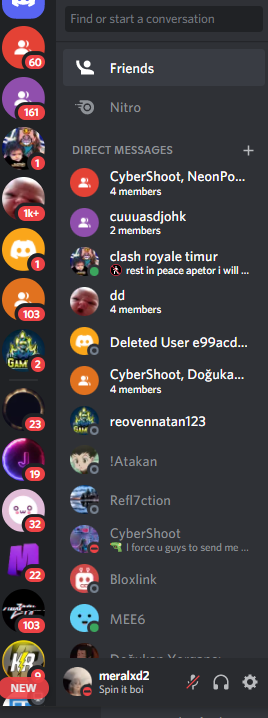 Find or start a conversation
60
Friends
161
Nitro
1
DIRECT MESSAGES
1k+
CyberShoot, NeonPo...
4 members
cuuuasdjohk
2 members
1
clash royale timur
rest in peace apetor i will ...
103
dd
4 members
GAMI
2
Deleted User e99acd...
CyberShoot, Doğuka...
4 members
23
reovennatan123
J
19
!Atakan
32
Refl7ction
M
22
CyberShoot
I force u guys to send me ...
103
Bloxlink
9
MEE6
NEW
meralxd2
Spin it boi